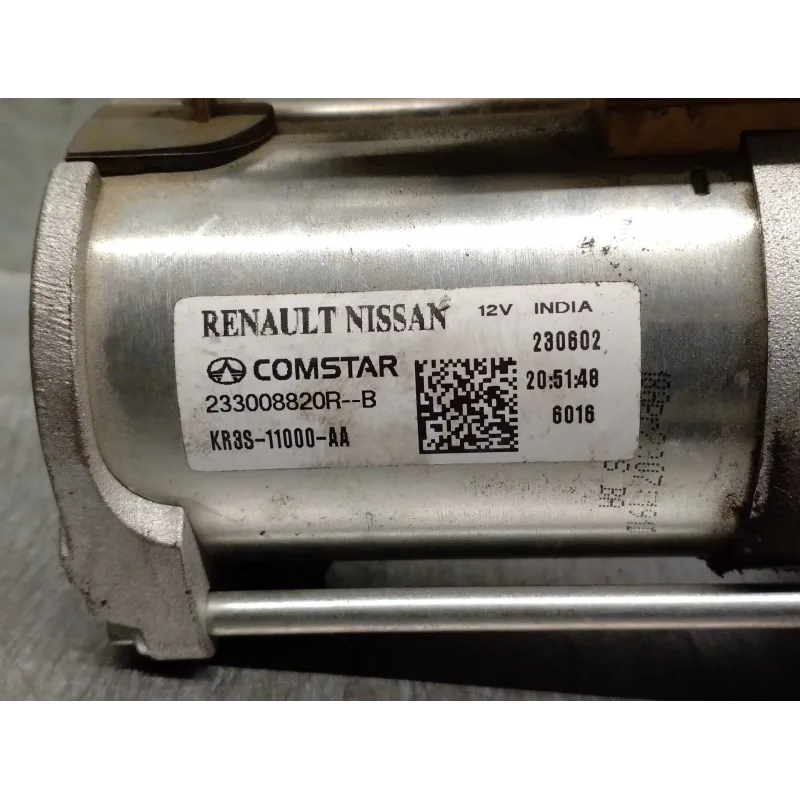 RENAULT NISSAN 12V INDIA
230602
COMSTAR
20:51:48
233008820R--B
6016
KR3S-11000-AA